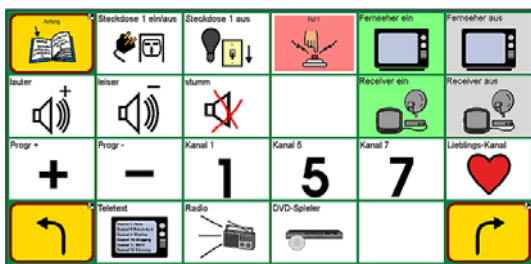 Anfang
Steckdose 1 ein/aus
Steckdose 1 aus
Fernseher ein
Fernseher aus
lauter
+
leiser
−
stumm
Receiver ein
Receiver aus
Progr +
+
Progr -
−
Kanal 1
1
Kanal 5
5
Kanal 7
7
Lieblings-Kanal
Teletext
Radio
DVD-Spieler